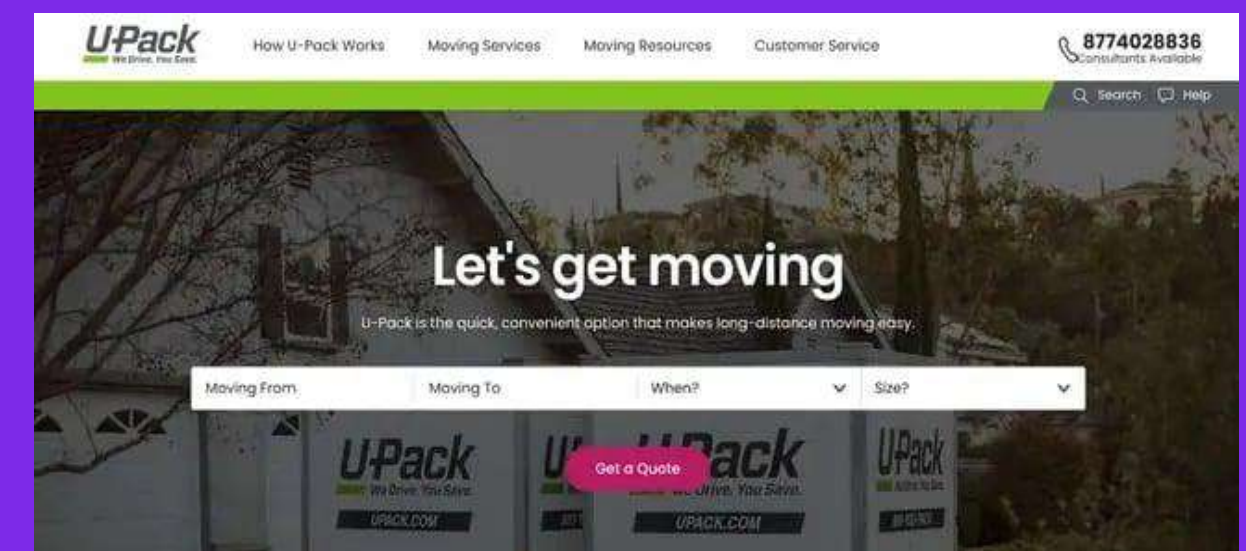 U-Pack
We Drive. You Save.
How U-Pack Works
Moving Services
Moving Resources
Customer Service
8774028836
Consultants Available
Search
Help
Let's get moving
U-Pack is the quick, convenient option that makes long-distance moving easy.
Moving From
Moving To
When?
Size?
Get a Quote
U-Pack
We Drive. You Save.
UPACK.COM
We Drive. You Save.
UPACK.COM
U-Pack